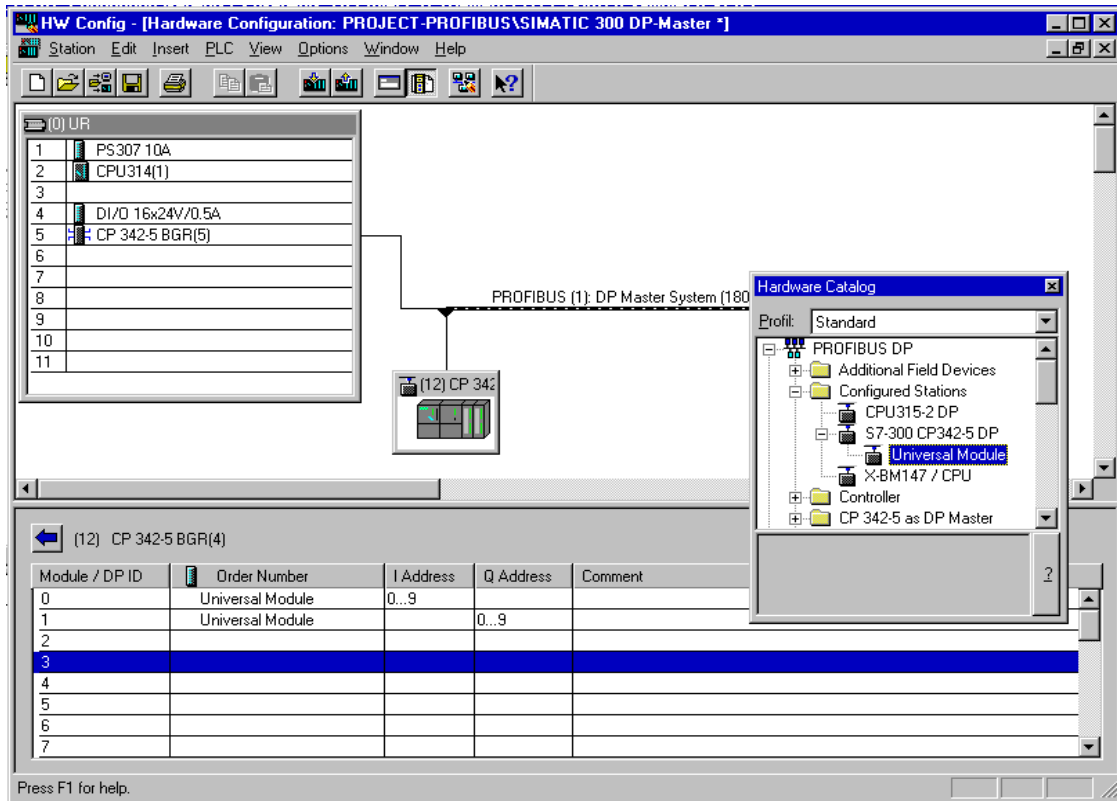 HW Config - [Hardware Configuration: PROJECT-PROFIBUS\SIMATIC 300 DP-Master *]
Station Edit Insert PLC View Options Window Help
(0) UR
1 PS307 10A
2 CPU314(1)
3
4 DI/O 16x24V/0.5A
5 CP 342-5 BGR(5)
6
7
8
9
10
11
PROFIBUS (1): DP Master System (180
(12) CP 342
Hardware Catalog
Profil: Standard
PROFIBUS DP
Additional Field Devices
Configured Stations
CPU315-2 DP
S7-300 CP342-5 DP
Universal Module
X-BM147 / CPU
Controller
CP 342-5 as DP Master
?
(12) CP 342-5 BGR(4)
Module / DP ID Order Number I Address Q Address Comment
0 Universal Module 0...9
1 Universal Module 0...9
2
3
4
5
6
7
Press F1 for help.